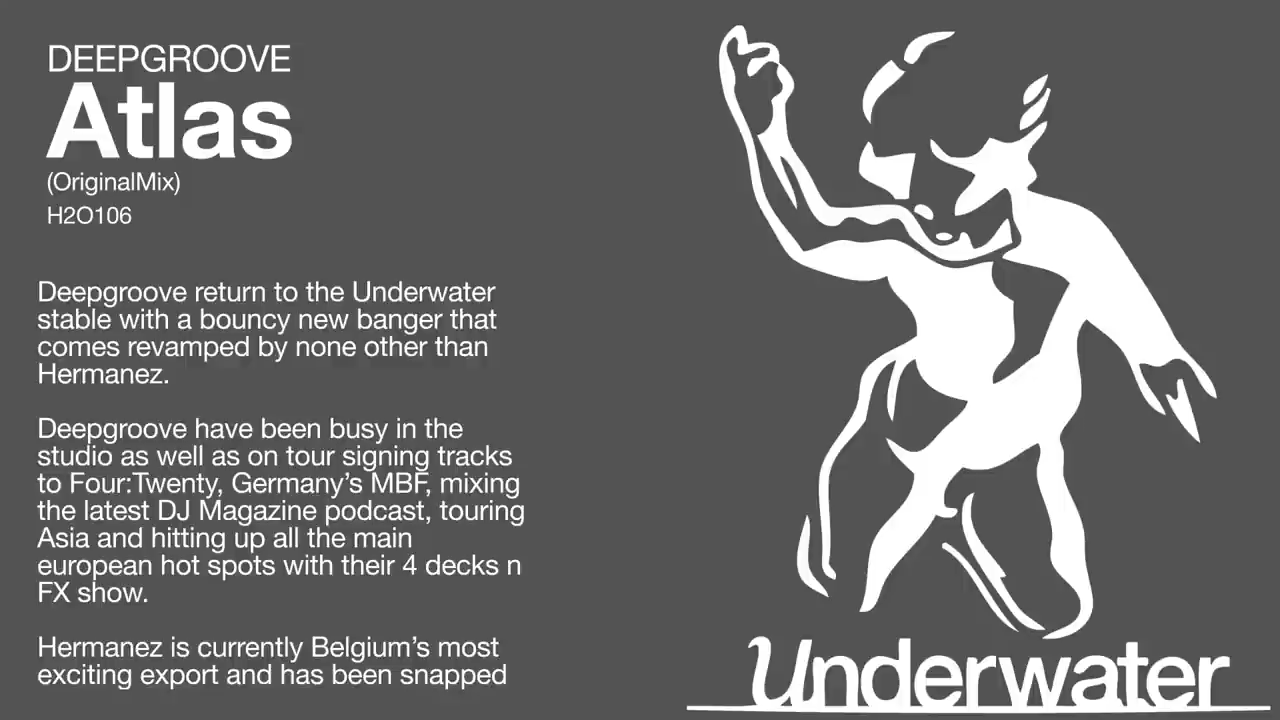 DEEPGROOVE
Atlas
(OriginalMix)
H2O106
Deepgroove return to the Underwater
stable with a bouncy new banger that
comes revamped by none other than
Hermanez.
Deepgroove have been busy in the
studio as well as on tour signing tracks
to Four:Twenty, Germany’s MBF, mixing
the latest DJ Magazine podcast, touring
Asia and hitting up all the main
european hot spots with their 4 decks n
FX show.
Hermanez is currently Belgium’s most
exciting export and has been snapped
Underwater